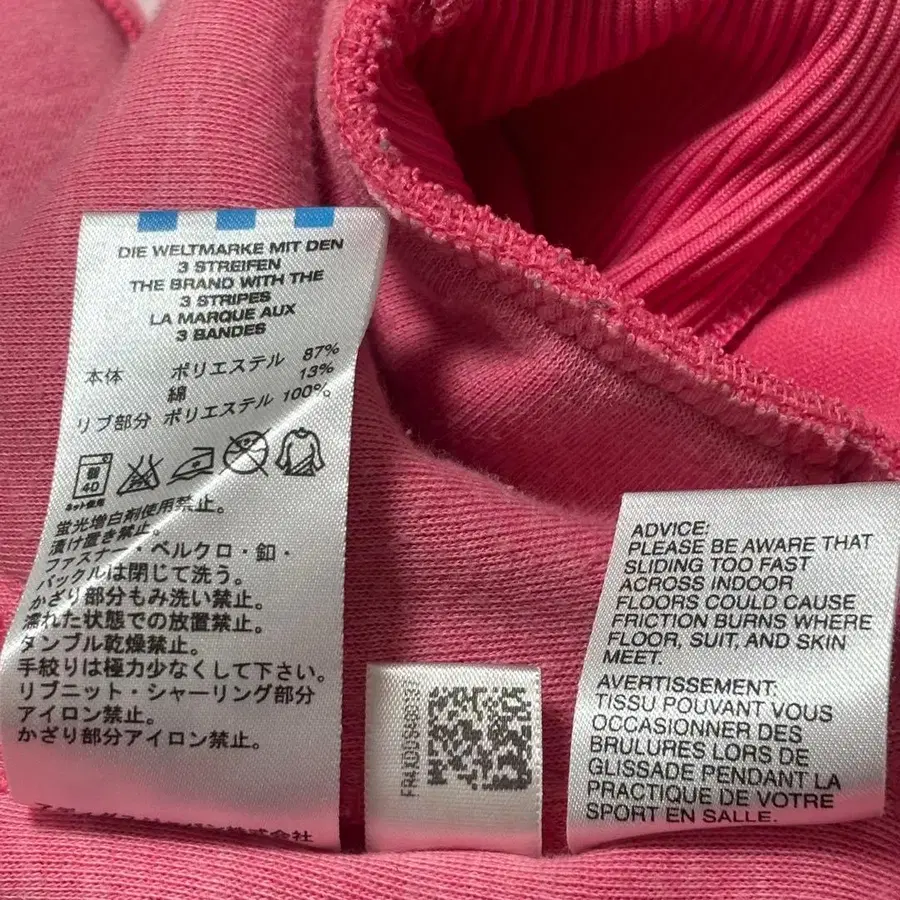 DIE WELTMARKE MIT DEN
3 STREIFEN
THE BRAND WITH THE
3 STRIPES
LA MARQUE AUX
3 BANDES
本体 ポリエステル 87%
綿 13%
リブ部分 ポリエステル 100%
40
ネット使用
蛍光増白剤使用禁止。
漬け置き禁止。
ファスナー・ベルクロ・釦・
バックルは閉じて洗う。
かざり部分もみ洗い禁止。
濡れた状態での放置禁止。
タンブル乾燥禁止。
手絞りは極力少なくして下さい。
リブニット・シャーリング部分
アイロン禁止。
かざり部分アイロン禁止。
ADVICE:
PLEASE BE AWARE THAT
SLIDING TOO FAST
ACROSS INDOOR
FLOORS COULD CAUSE
FRICTION BURNS WHERE
FLOOR, SUIT, AND SKIN
MEET.
AVERTISSEMENT:
TISSU POUVANT VOUS
OCCASIONNER DES
BRULURES LORS DE
GLISSADE PENDANT LA
PRACTIQUE DE VOTRE
SPORT EN SALLE.